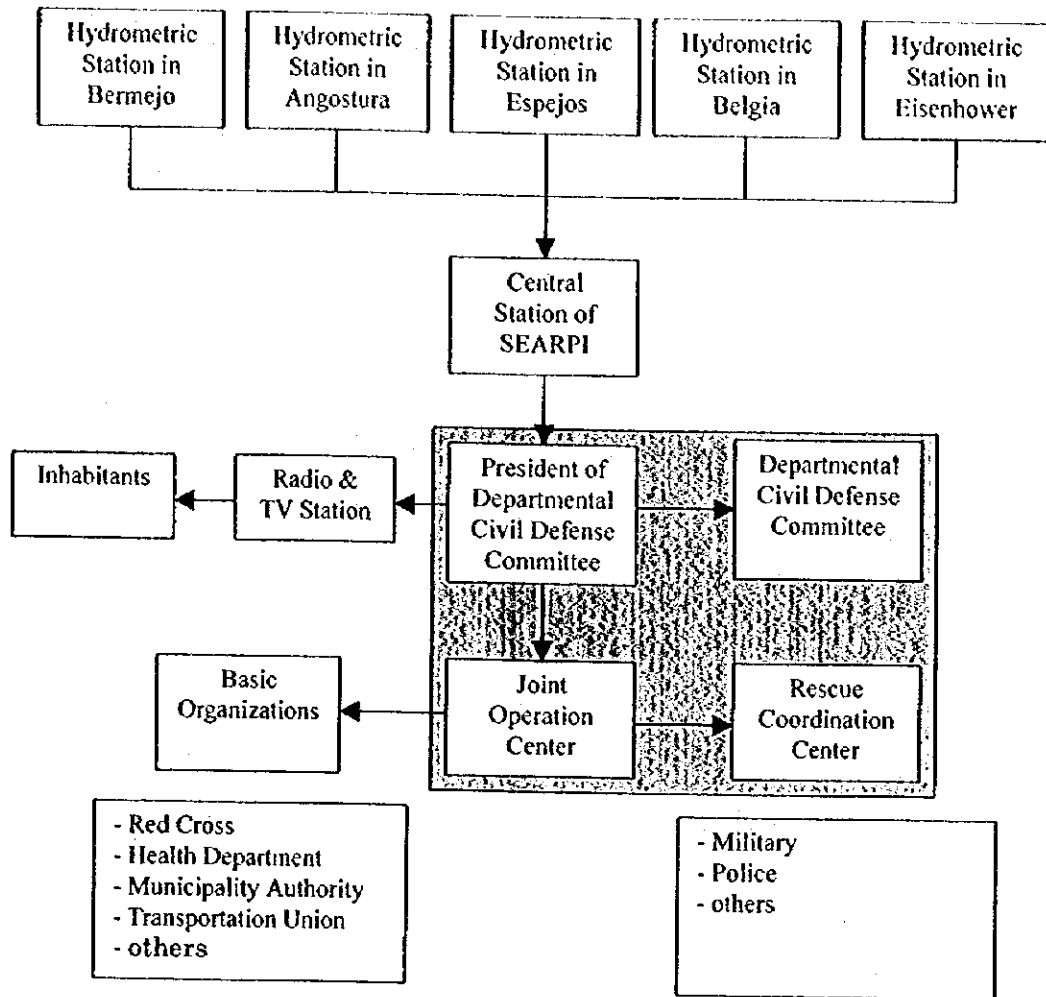 Hydrometric
Station in
Bermejo
Hydrometric
Station in
Angostura
Hydrometric
Station in
Espejos
Hydrometric
Station in
Belgia
Hydrometric
Station in
Eisenhower
Central
Station of
SEARPI
Inhabitants
Radio &
TV Station
President of
Departmental
Civil Defense
Committee
Departmental
Civil Defense
Committee
Basic
Organizations
Joint
Operation
Center
Rescue
Coordination
Center
- Red Cross
- Health Department
- Municipality Authority
- Transportation Union
- others
- Military
- Police
- others